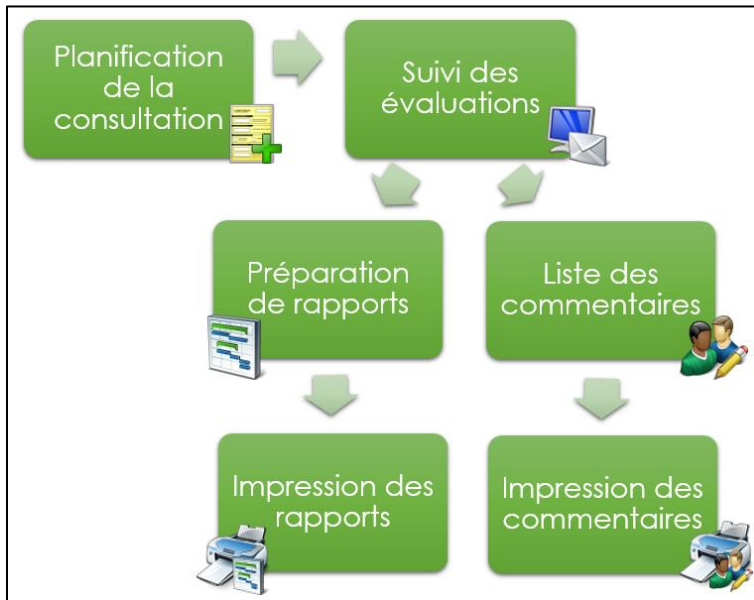 Planification
de la
consultation
Suivi des
évaluations
Préparation
de rapports
Liste des
commentaires
Impression des
rapports
Impression des
commentaires